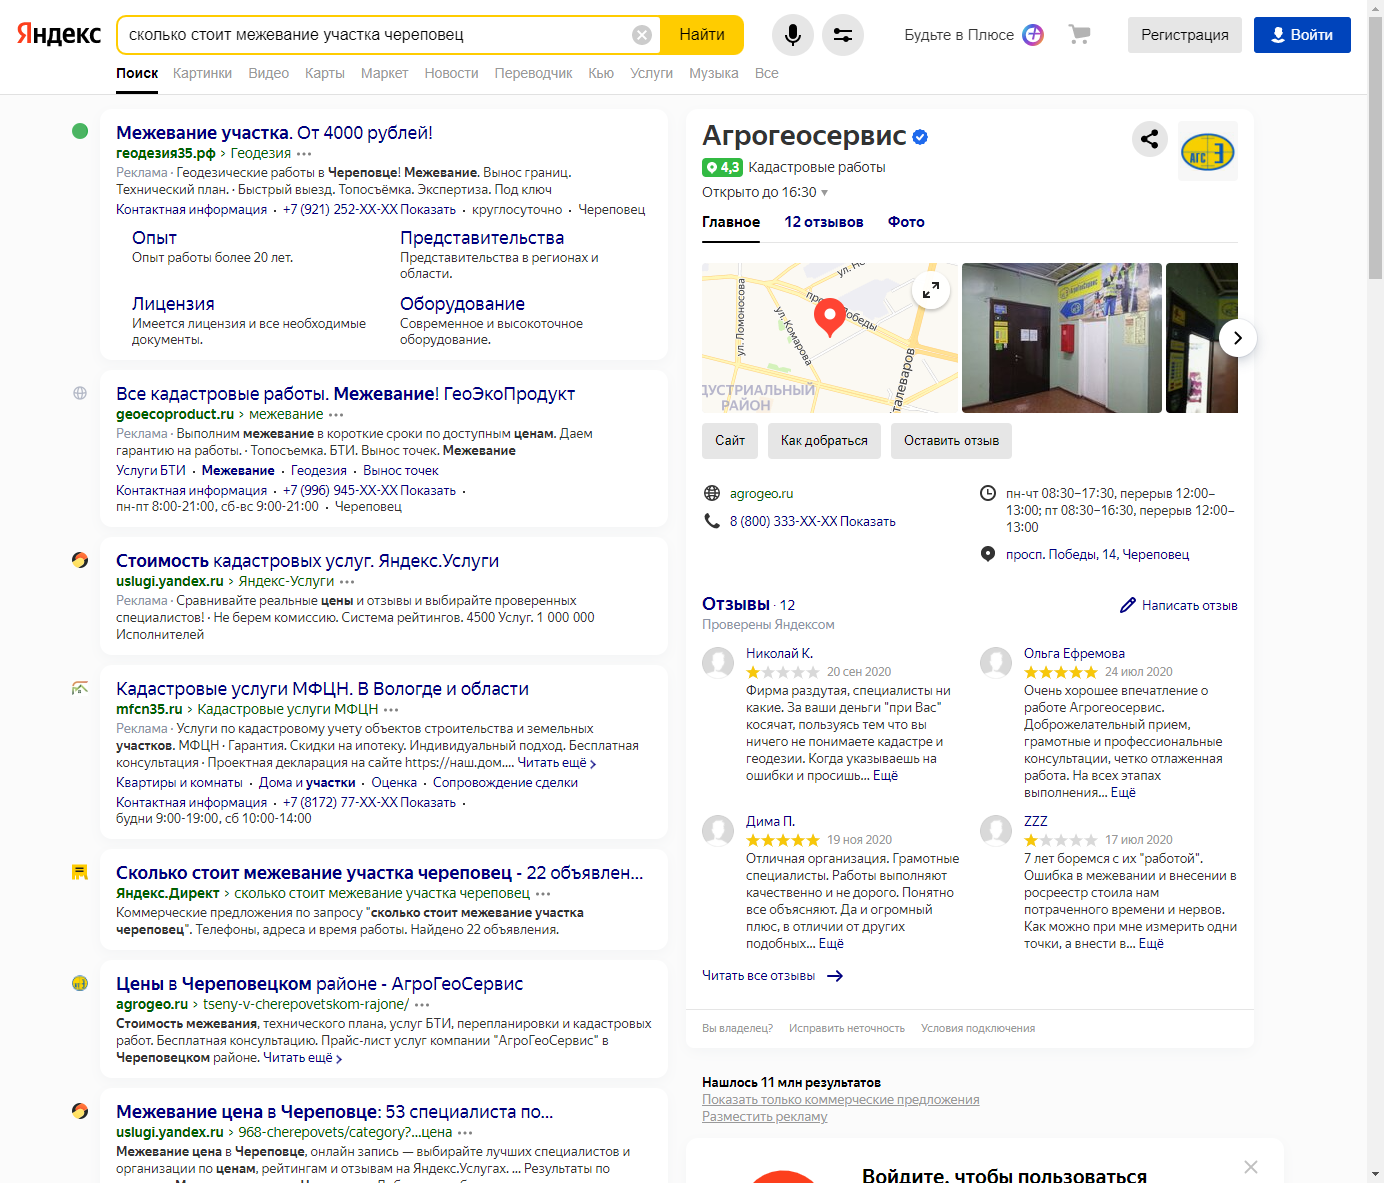 Яндекс
сколько стоит межевание участка череповец
Найти
Будьте в Плюсе
Регистрация
Войти
Поиск Картинки Видео Карты Маркет Новости Переводчик Кью Услуги Музыка Все
Межевание участка. От 4000 рублей!
геодезия35.рф › Геодезия
Реклама · Геодезические работы в Череповце! Межевание. Вынос границ.
Технический план. · Быстрый выезд. Топосъёмка. Экспертиза. Под ключ
Контактная информация · +7 (921) 252-XX-XX Показать · круглосуточно · Череповец
Опыт
Опыт работы более 20 лет.
Представительства
Представительства в регионах и
области.
Лицензия
Имеется лицензия и все необходимые
документы.
Оборудование
Современное и высокоточное
оборудование.
Все кадастровые работы. Межевание! ГеоЭкоПродукт
geoecoproduct.ru › межевание
Реклама · Выполним межевание в короткие сроки по доступным ценам. Даем
гарантию на работы. · Топосъемка. БТИ. Вынос точек. Межевание
Услуги БТИ · Межевание · Геодезия · Вынос точек
Контактная информация · +7 (996) 945-XX-XX Показать ·
пн-пт 8:00-21:00, сб-вс 9:00-21:00 · Череповец
Стоимость кадастровых услуг. Яндекс.Услуги
uslugi.yandex.ru › Яндекс-Услуги
Реклама · Сравнивайте реальные цены и отзывы и выбирайте проверенных
специалистов! · Не берем комиссию. Система рейтингов. 4500 Услуг. 1 000 000
Исполнителей
Кадастровые услуги МФЦН. В Вологде и области
mfcn35.ru › Кадастровые услуги МФЦН
Реклама · Услуги по кадастровому учету объектов строительства и земельных
участков. МФЦН · Гарантия. Скидки на ипотеку. Индивидуальный подход. Бесплатная
консультация · Проектная декларация на сайте https://наш.дом.... Читать ещё ›
Квартиры и комнаты · Дома и участки · Оценка · Сопровождение сделки
Контактная информация · +7 (8172) 77-XX-XX Показать ·
будни 9:00-19:00, сб 10:00-14:00
Сколько стоит межевание участка череповец - 22 объявлен...
Яндекс.Директ › сколько стоит межевание участка череповец
Коммерческие предложения по запросу "сколько стоит межевание участка
череповец". Телефоны, адреса и время работы. Найдено 22 объявления.
Цены в Череповецком районе - АгроГеоСервис
agrogeo.ru › tseny-v-cherepovetskom-rajone/
Стоимость межевания, технического плана, услуг БТИ, перепланировки и кадастровых
работ. Бесплатная консультацию. Прайс-лист услуг компании "АгроГеоСервис" в
Череповецком районе. Читать ещё ›
Межевание цена в Череповце: 53 специалиста по...
uslugi.yandex.ru › 968-cherepovets/category?...цена
Межевание цена в Череповце, онлайн запись — выбирайте лучших специалистов и
организации по ценам, рейтингам и отзывам на Яндекс.Услугах. ... Результаты по
Агрогеосервис
АГС
4,3 Кадастровые работы
Открыто до 16:30
Главное 12 отзывов Фото
ул. Ломоносова
ул. Комарова
ДУСТРИАЛЬНЫЙ
РАЙОН
талеваров
Сайт
Как добраться
Оставить отзыв
agrogeo.ru
8 (800) 333-XX-XX Показать
пн-чт 08:30–17:30, перерыв 12:00–
13:00; пт 08:30–16:30, перерыв 12:00–
13:00
просп. Победы, 14, Череповец
Отзывы · 12
Проверены Яндексом
Написать отзыв
Николай К.
20 сен 2020
Фирма раздутая, специалисты ни
какие. За ваши деньги "при Вас"
косячат, пользуясь тем что вы
ничего не понимаете кадастре и
геодезии. Когда указываешь на
ошибки и просишь... Ещё
Ольга Ефремова
24 июл 2020
Очень хорошее впечатление о
работе Агрогеосервис.
Доброжелательный прием,
грамотные и профессиональные
консультации, четко отлаженная
работа. На всех этапах
выполнения... Ещё
Дима П.
19 ноя 2020
Отличная организация. Грамотные
специалисты. Работы выполняют
качественно и не дорого. Понятно
все объясняют. Да и огромный
плюс, в отличии от других
подобных... Ещё
ZZZ
17 июл 2020
7 лет боремся с их "работой".
Ошибка в межевании и внесении в
росреестр стоила нам
потраченного времени и нервов.
Как можно при мне измерить одни
точки, а внести в... Ещё
Читать все отзывы
Вы владелец? Исправить неточность Условия подключения
Нашлось 11 млн результатов
Показать только коммерческие предложения
Разместить рекламу
Войдите, чтобы пользоваться